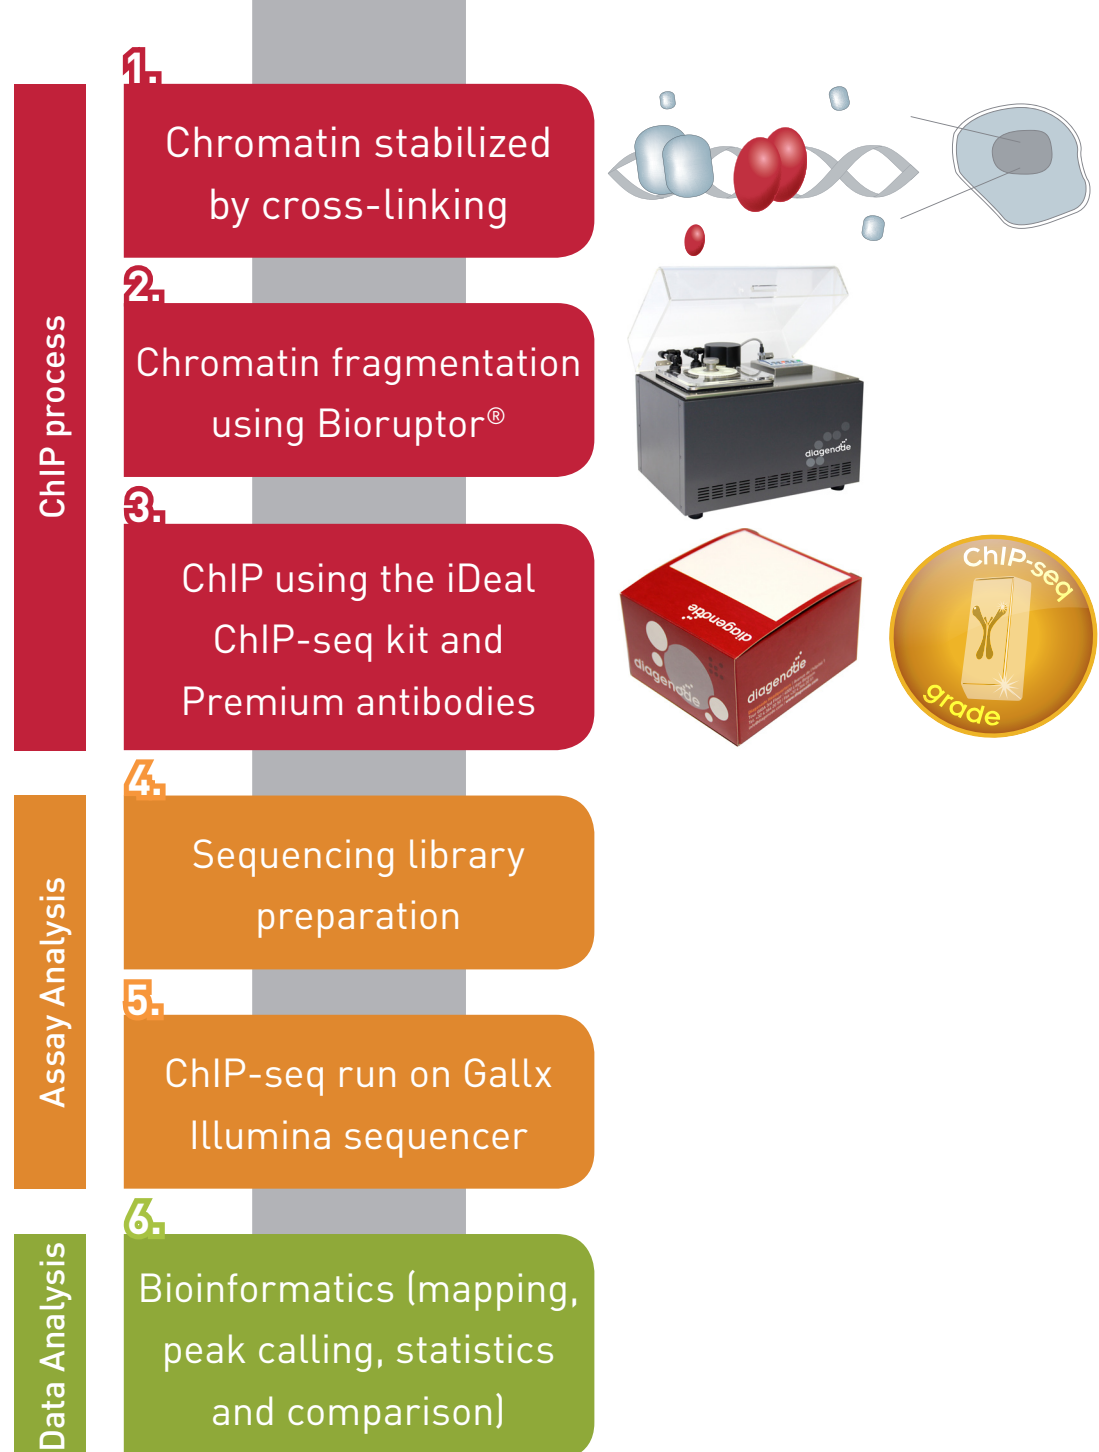 ChIP process
1.
Chromatin stabilized
by cross-linking
2.
Chromatin fragmentation
using Bioruptor®
diagenode
3.
ChIP using the iDeal
ChIP-seq kit and
Premium antibodies
diagenode
diagenode
diagenode
ChIP-seq
grade
Assay Analysis
4.
Sequencing library
preparation
5.
ChIP-seq run on Gallx
Illumina sequencer
Data Analysis
6.
Bioinformatics (mapping,
peak calling, statistics
and comparison)